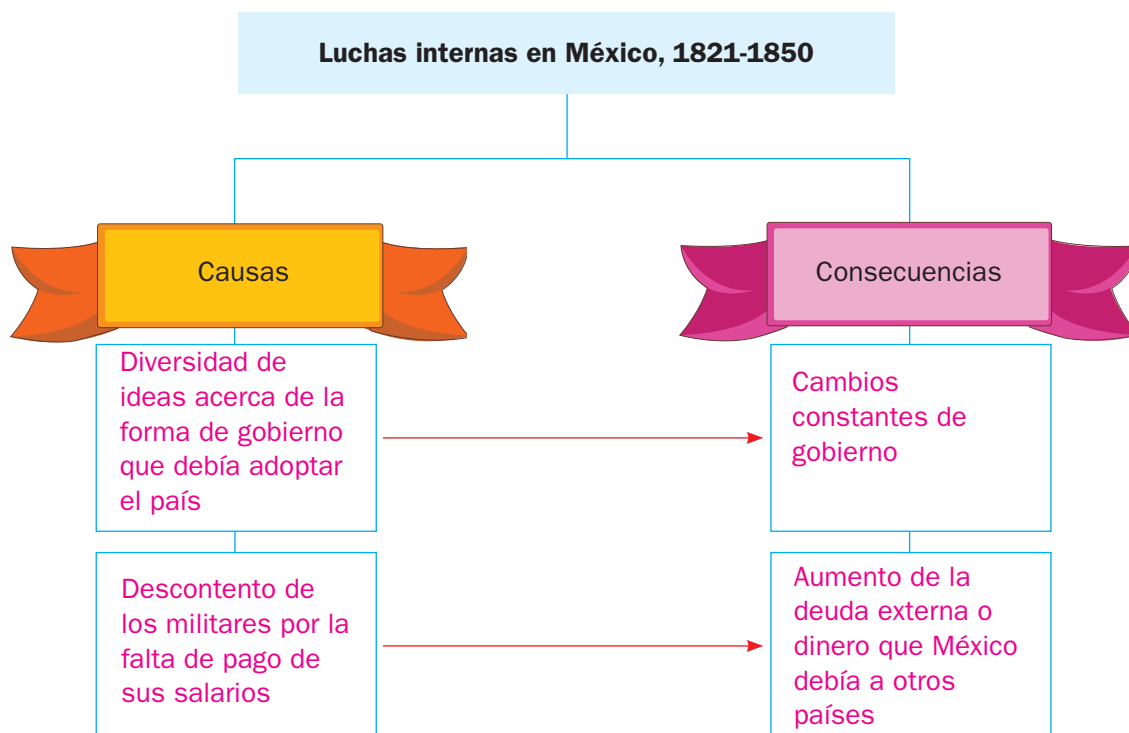 Luchas internas en México, 1821-1850
Causas
Consecuencias
Diversidad de
ideas acerca de la
forma de gobierno
que debía adoptar
el país
Cambios
constantes de
gobierno
Descontento de
los militares por la
falta de pago de
sus salarios
Aumento de la
deuda externa o
dinero que México
debía a otros
países